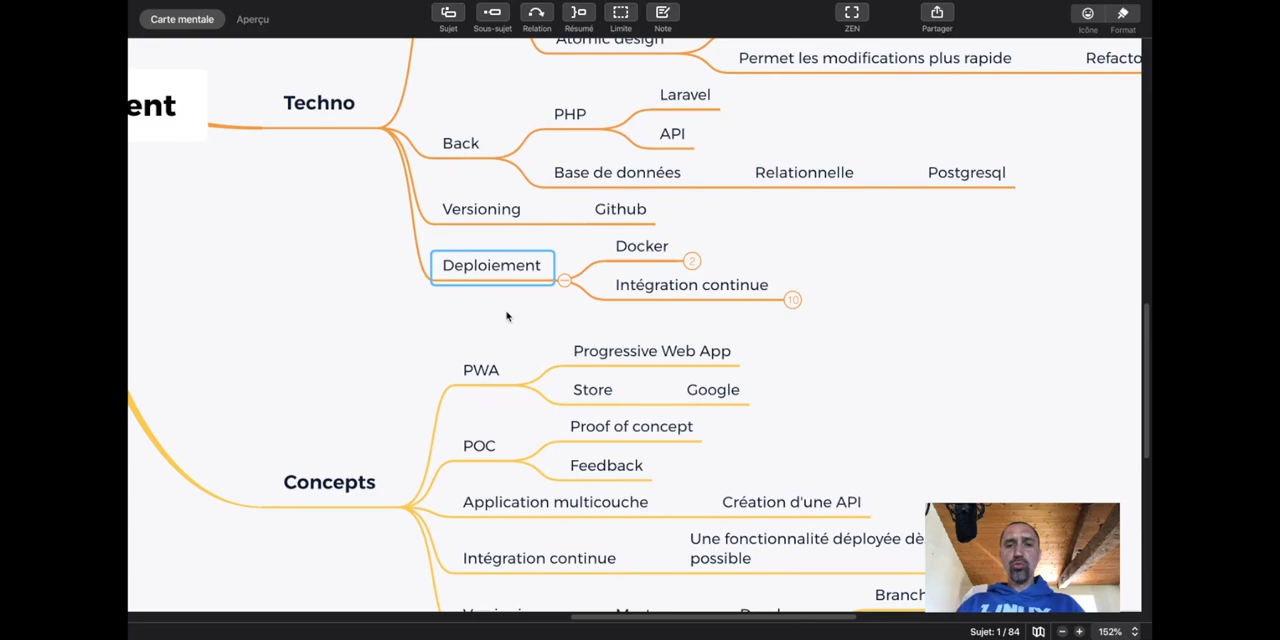 Carte mentale
Aperçu
Sujet
Sous-sujet
Relation
Résumé
Limite
Note
ZEN
Partager
Icône
Format
Atomic design
Permet les modifications plus rapide
Refacto
ent
Techno
Back
PHP
Laravel
API
Base de données
Relationnelle
Postgresql
Versioning
Github
Deploiement
Docker
2
Intégration continue
10
Concepts
PWA
Progressive Web App
Store
Google
POC
Proof of concept
Feedback
Application multicouche
Création d'une API
Intégration continue
Une fonctionnalité déployée dè
possible
Branch
LINUX
Sujet: 1 / 84
152%